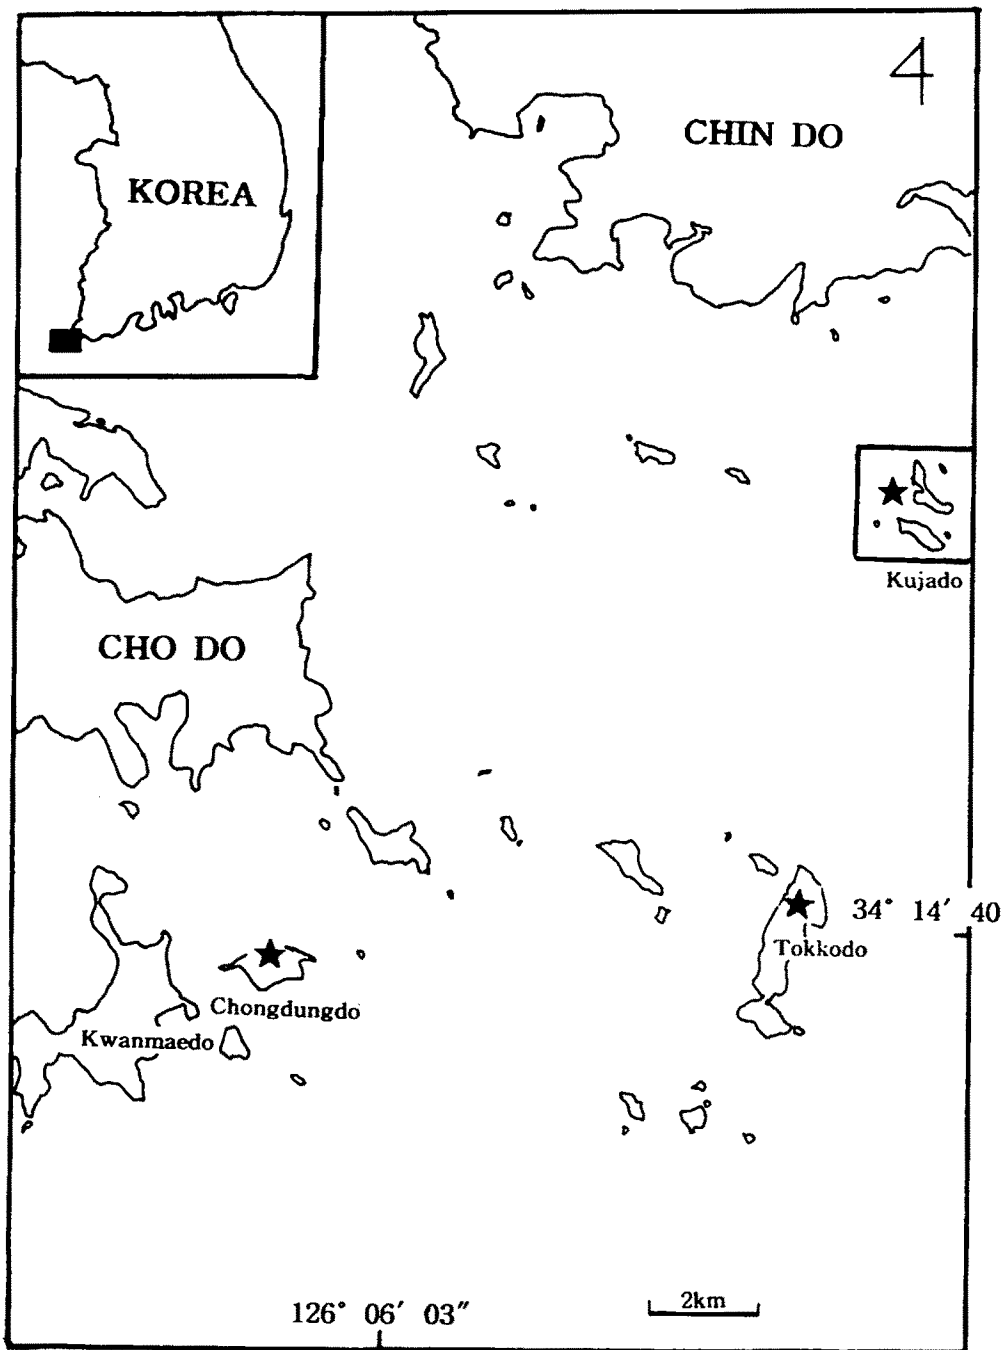 4
CHIN DO
KOREA
Kujado
CHO DO
34° 14′ 40
Tokkodo
Chongdungdo
Kwanmaedo
126° 06′ 03″
2km